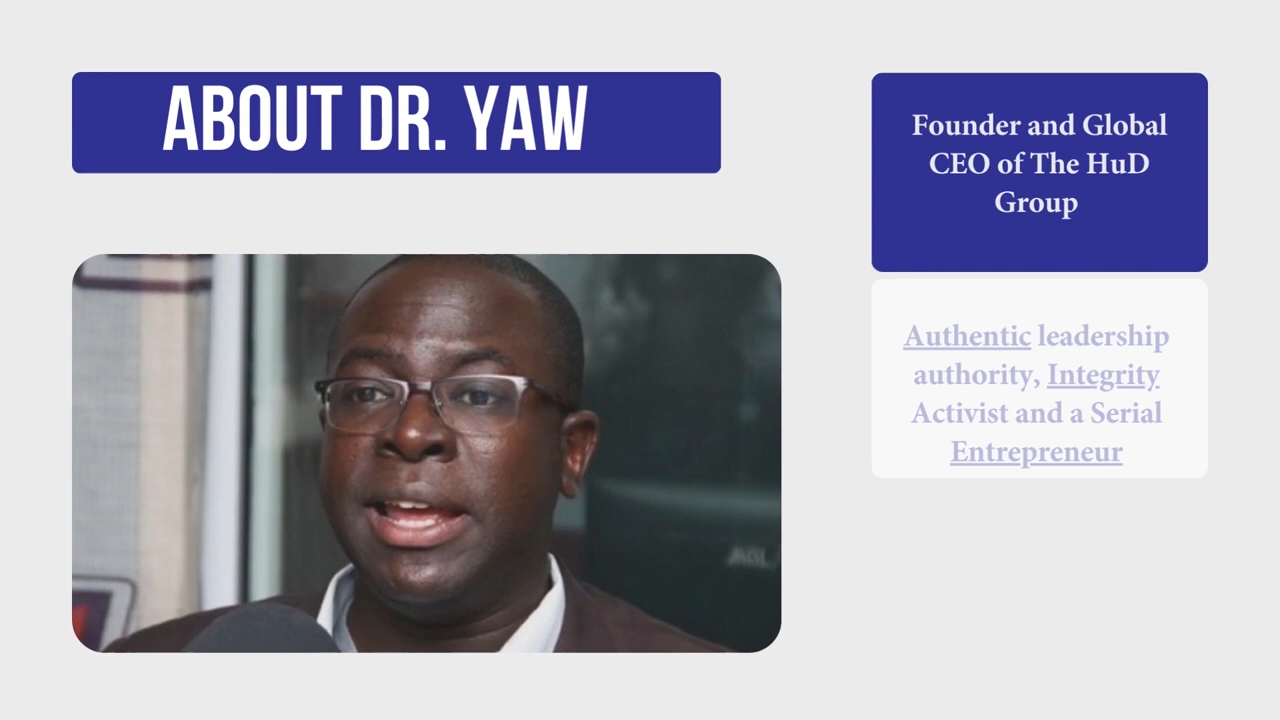 ABOUT DR. YAW
Founder and Global
CEO of The HuD
Group
Authentic leadership
authority, Integrity
Activist and a Serial
Entrepreneur